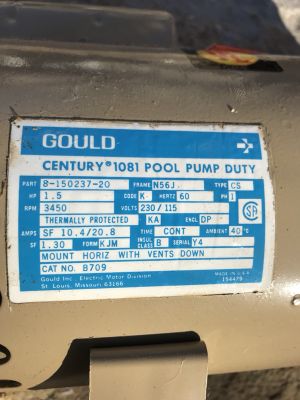 GOULD
CENTURY® 1081 POOL PUMP DUTY
PART 8-150237-20 FRAME N56J TYPE CS
HP 1.5 CODE K HERTZ 60 PH 1
RPM 3450 VOLTS 230/115
THERMALLY PROTECTED KA ENCL DP
AMPS SF 10.4/20.8 TIME CONT AMBIENT 40 °C
SF 1.30 FORM KJM INSUL CLASS B SERIAL Y4
MOUNT HORIZ WITH VENTS DOWN
CAT NO. B709
Gould Inc. Electric Motor Division
St. Louis, Missouri 63166
MADE IN U.S.A.
154479